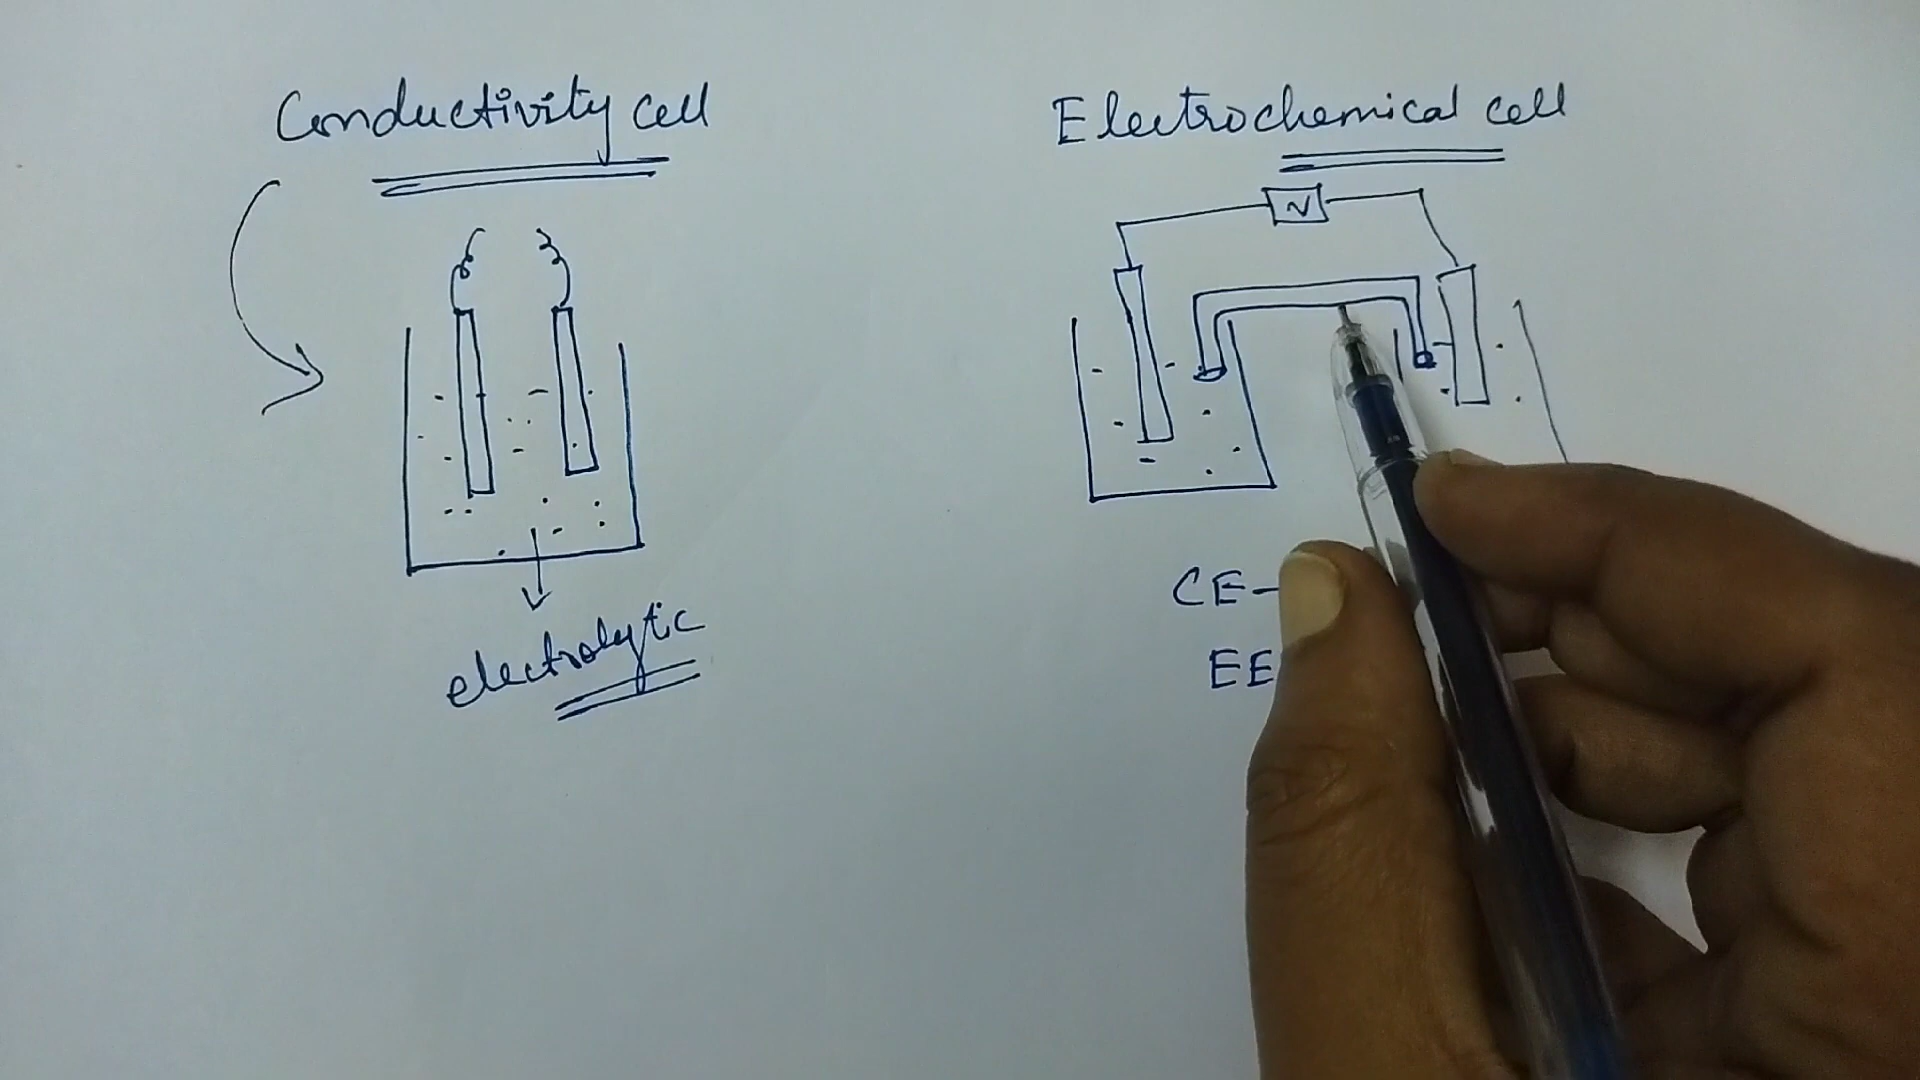 Conductivity cell
Electrochemical cell
N
CE-
EE
electrolytic